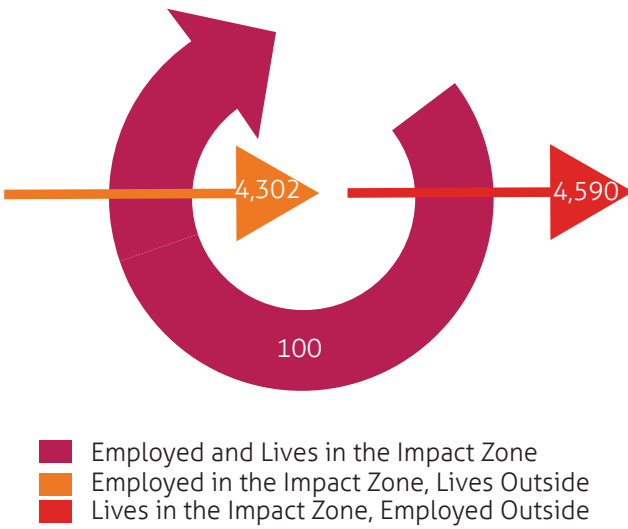 4,302
4,590
100
Employed and Lives in the Impact Zone
Employed in the Impact Zone, Lives Outside
Lives in the Impact Zone, Employed Outside